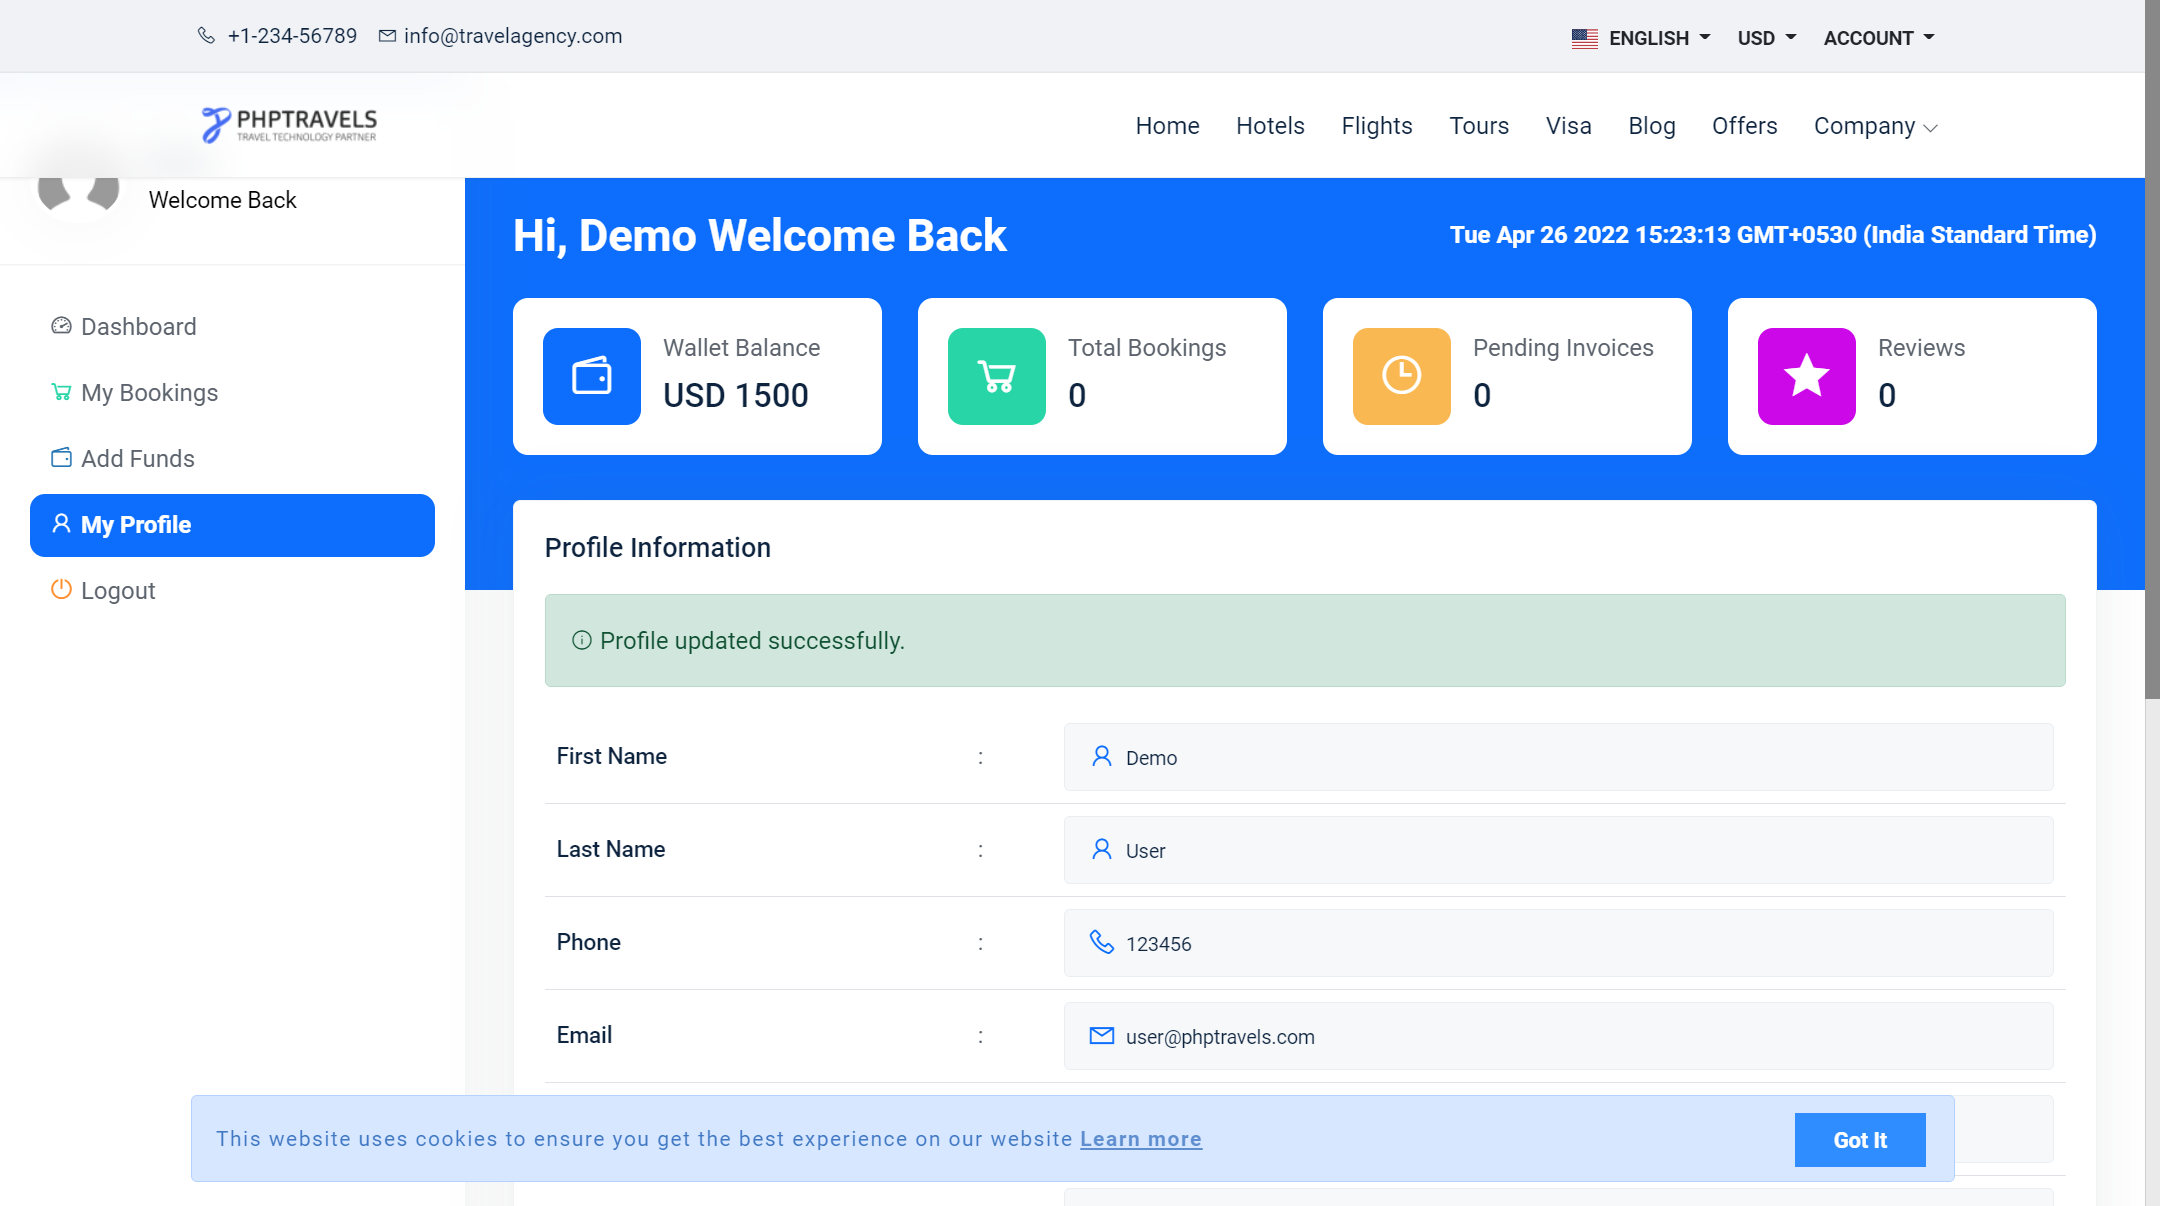 +1-234-56789 info@travelagency.com
ENGLISH USD ACCOUNT
PHPTRAVELS
TRAVEL TECHNOLOGY PARTNER
Home Hotels Flights Tours Visa Blog Offers Company
Welcome Back
Dashboard
My Bookings
Add Funds
My Profile
Logout
Hi, Demo Welcome Back
Tue Apr 26 2022 15:23:13 GMT+0530 (India Standard Time)
Wallet Balance
USD 1500
Total Bookings
0
Pending Invoices
0
Reviews
0
Profile Information
Profile updated successfully.
First Name : Demo
Last Name : User
Phone : 123456
Email : user@phptravels.com
This website uses cookies to ensure you get the best experience on our website Learn more
Got It